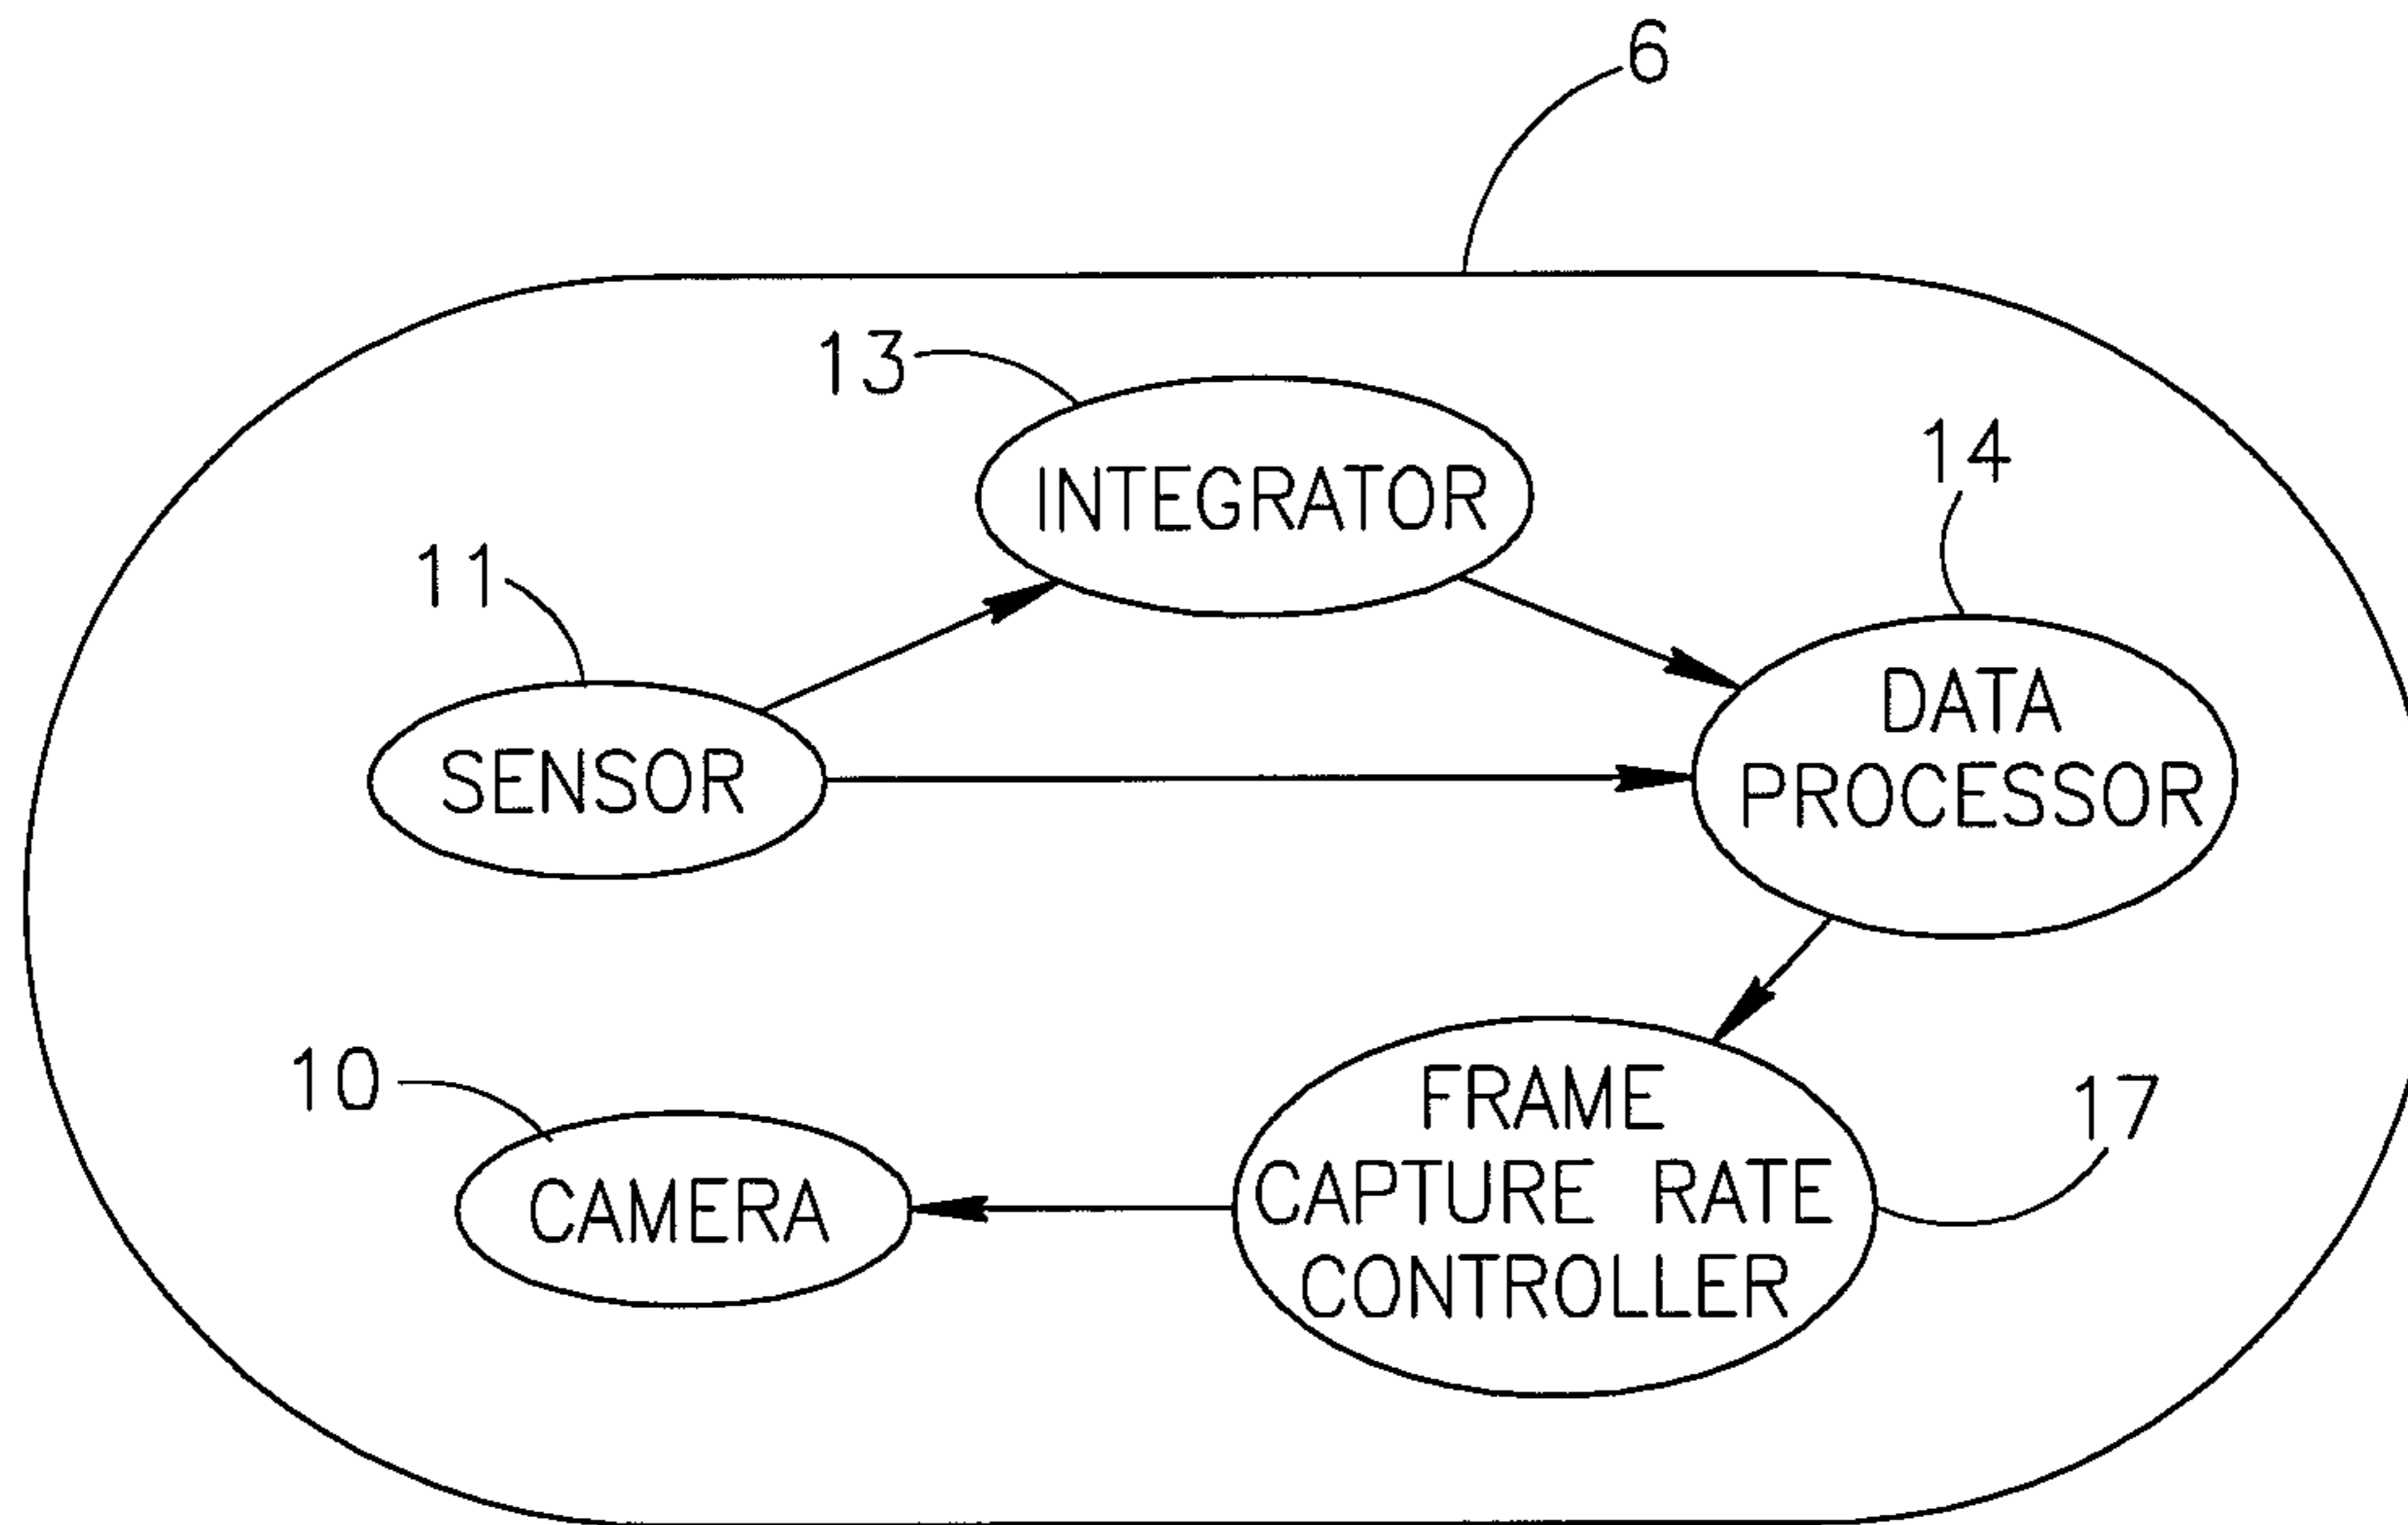 6
13
INTEGRATOR
14
11
DATA
PROCESSOR
SENSOR
10
CAMERA
FRAME
CAPTURE RATE
CONTROLLER
17